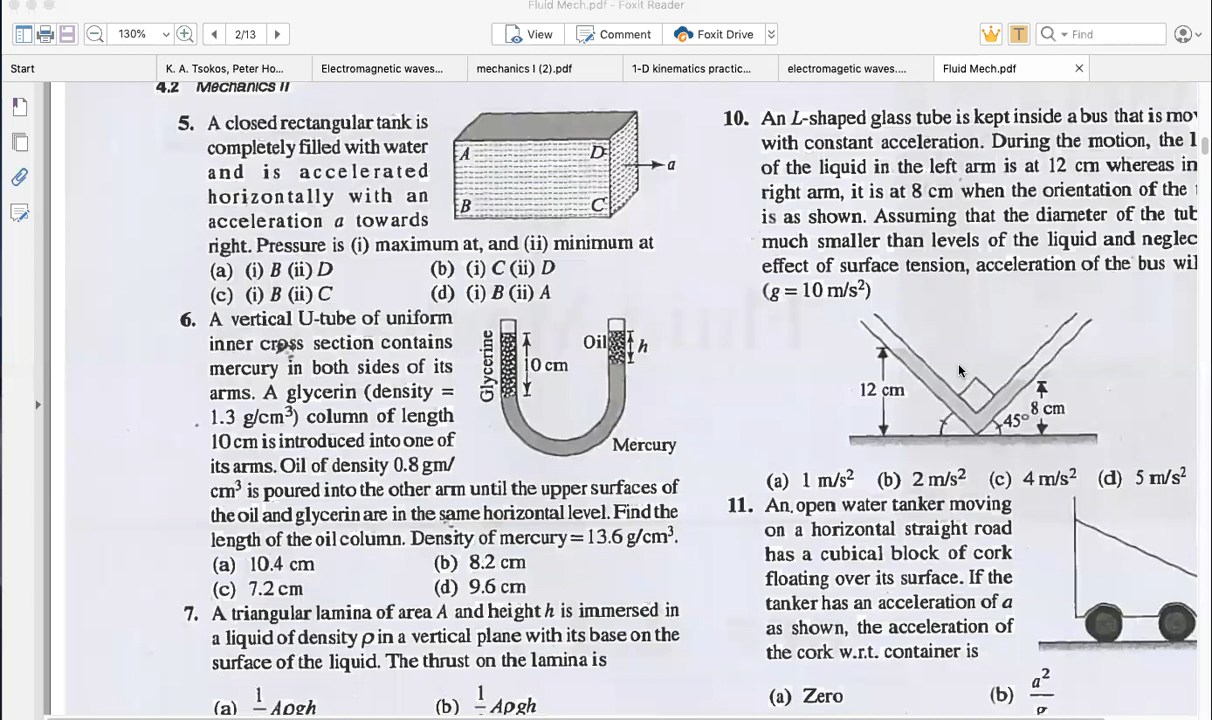 Fluid Mech.pdf - Foxit Reader
130%
2/13
View
Comment
Foxit Drive
T
Find
Start
K. A. Tsokos, Peter Ho...
Electromagnetic waves...
mechanics I (2).pdf
1-D kinematics practic...
electromagetic waves....
Fluid Mech.pdf
4.2 Mechanics II
5. A closed rectangular tank is
completely filled with water
and is accelerated
horizontally with an
acceleration a towards
right. Pressure is (i) maximum at, and (ii) minimum at
(a) (i) B (ii) D
(b) (i) C (ii) D
(c) (i) B (ii) C
(d) (i) B (ii) A
A
D
B
C
a
6. A vertical U-tube of uniform
inner cross section contains
mercury in both sides of its
arms. A glycerin (density =
1.3 g/cm³) column of length
10 cm is introduced into one of
its arms. Oil of density 0.8 gm/
cm³ is poured into the other arm until the upper surfaces of
the oil and glycerin are in the same horizontal level. Find the
length of the oil column. Density of mercury = 13.6 g/cm³.
(a) 10.4 cm
(b) 8.2 cm
(c) 7.2 cm
(d) 9.6 cm
Glycerine
10 cm
Oil
h
Mercury
7. A triangular lamina of area A and height h is immersed in
a liquid of density ρ in a vertical plane with its base on the
surface of the liquid. The thrust on the lamina is
(a) 1 Aρgh
(b) 1 Aρgh
10. An L-shaped glass tube is kept inside a bus that is mov
with constant acceleration. During the motion, the l
of the liquid in the left arm is at 12 cm whereas in
right arm, it is at 8 cm when the orientation of the
is as shown. Assuming that the diameter of the tub
much smaller than levels of the liquid and neglec
effect of surface tension, acceleration of the bus wil
(g = 10 m/s²)
12 cm
45°
8 cm
(a) 1 m/s² (b) 2 m/s² (c) 4 m/s² (d) 5 m/s²
11. An open water tanker moving
on a horizontal straight road
has a cubical block of cork
floating over its surface. If the
tanker has an acceleration of a
as shown, the acceleration of
the cork w.r.t. container is
(a) Zero
(b) a²
g